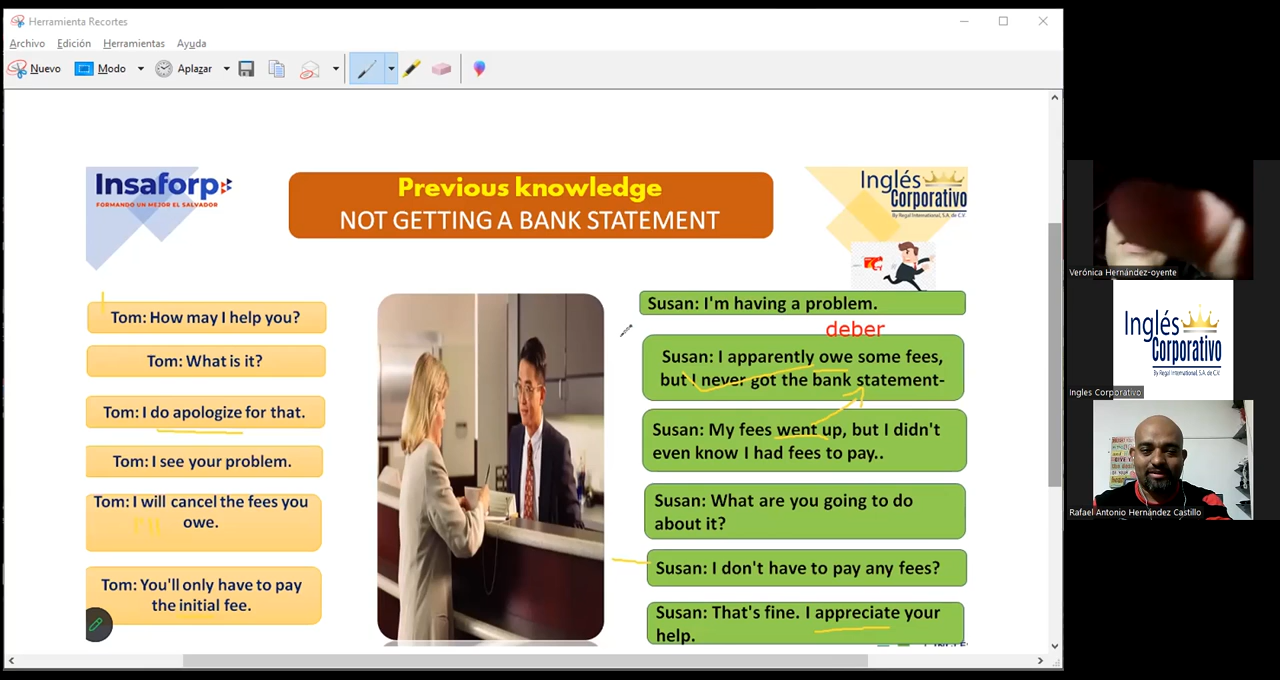 Herramienta Recortes
Archivo Edición Herramientas Ayuda
Nuevo Modo Aplazar
Insaforp
FORMANDO UN MEJOR EL SALVADOR
Previous knowledge
NOT GETTING A BANK STATEMENT
Inglés
Corporativo
By Regal International, S.A. de C.V.
Tom: How may I help you?
Tom: What is it?
Tom: I do apologize for that.
Tom: I see your problem.
Tom: I will cancel the fees you
owe.
Tom: You'll only have to pay
the initial fee.
Susan: I'm having a problem.
deber
Susan: I apparently owe some fees,
but I never got the bank statement-
Susan: My fees went up, but I didn't
even know I had fees to pay..
Susan: What are you going to do
about it?
Susan: I don't have to pay any fees?
Susan: That's fine. I appreciate your
help.
Verónica Hernández-oyente
Inglés
Corporativo
By Regal International, S.A. de C.V.
Ingles Corporativo
Rafael Antonio Hernández Castillo